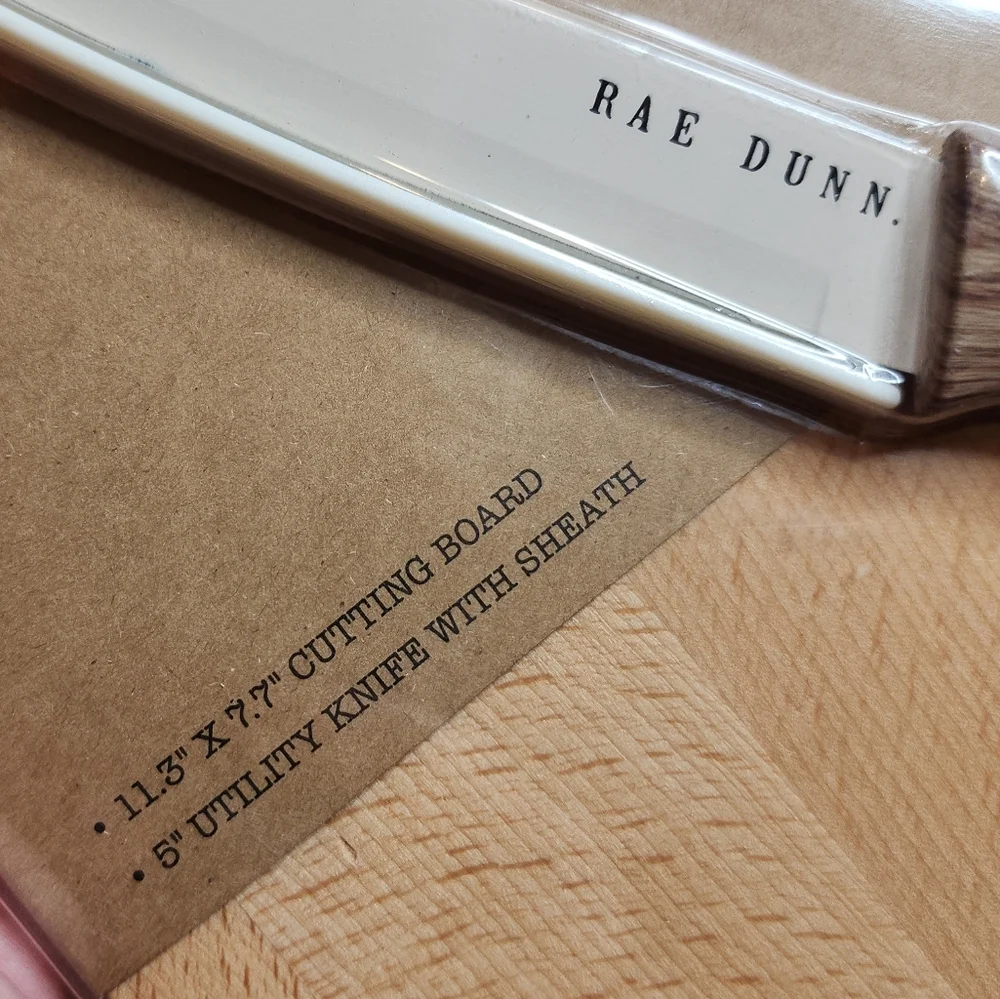 RAE DUNN.
• 11.3" X 7.7" CUTTING BOARD
• 5" UTILITY KNIFE WITH SHEATH